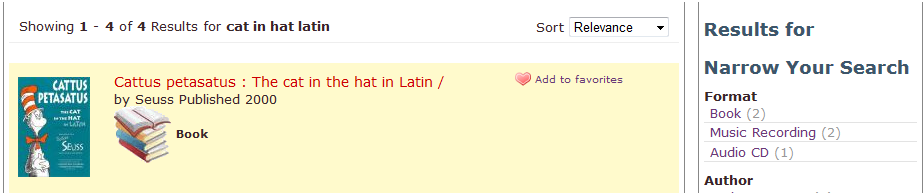 Showing 1 - 4 of 4 Results for cat in hat latin
Sort Relevance
CATTUS
PETASATUS
THE CAT
IN THE HAT
IN LATIN
SEUSS
Cattus petasatus : The cat in the hat in Latin /
by Seuss Published 2000
Book
Add to favorites
Results for
Narrow Your Search
Format
Book (2)
Music Recording (2)
Audio CD (1)
Author